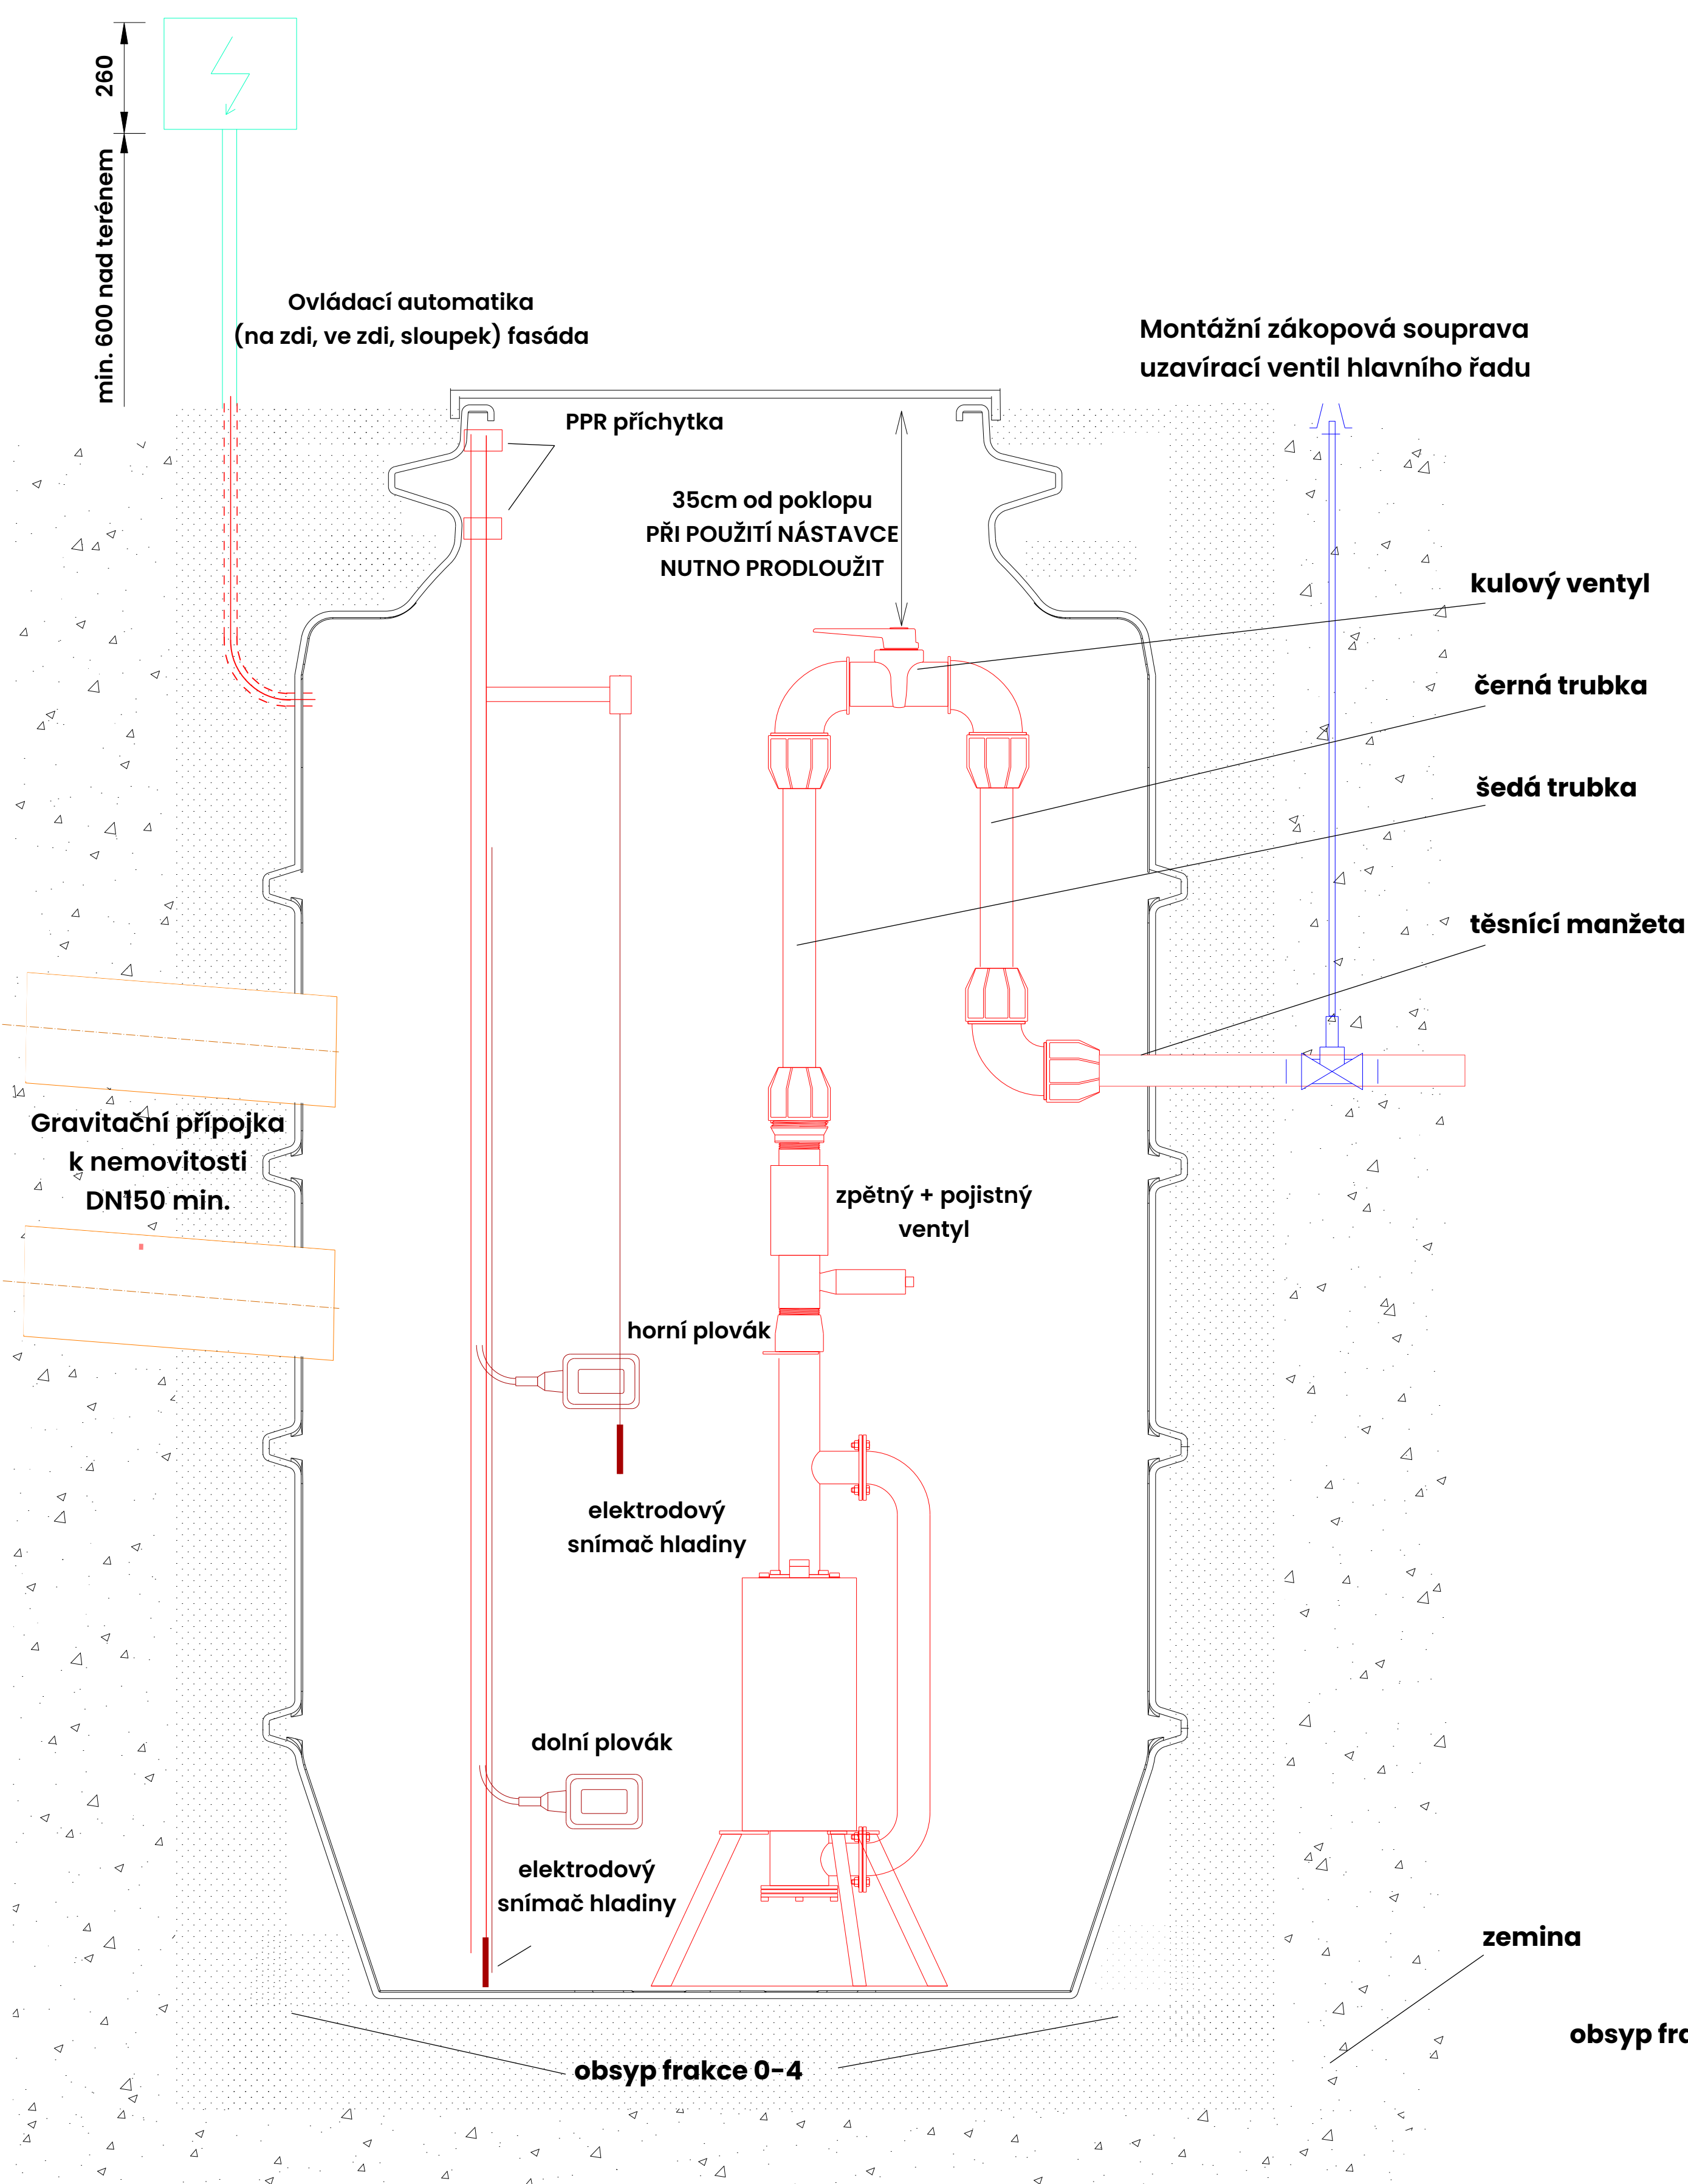 260
min. 600 nad terénem
Ovládací automatika
(na zdi, ve zdi, sloupek) fasáda
Montážní zákopová souprava
uzavírací ventil hlavního řadu
PPR příchytka
35cm od poklopu
PŘI POUŽITÍ NÁSTAVCE
NUTNO PRODLOUŽIT
kulový ventyl
černá trubka
šedá trubka
těsnící manžeta
Gravitační přípojka
k nemovitosti
DN150 min.
zpětný + pojistný
ventyl
horní plovák
elektrodový
snímač hladiny
dolní plovák
elektrodový
snímač hladiny
zemina
obsyp fra
obsyp frakce 0-4